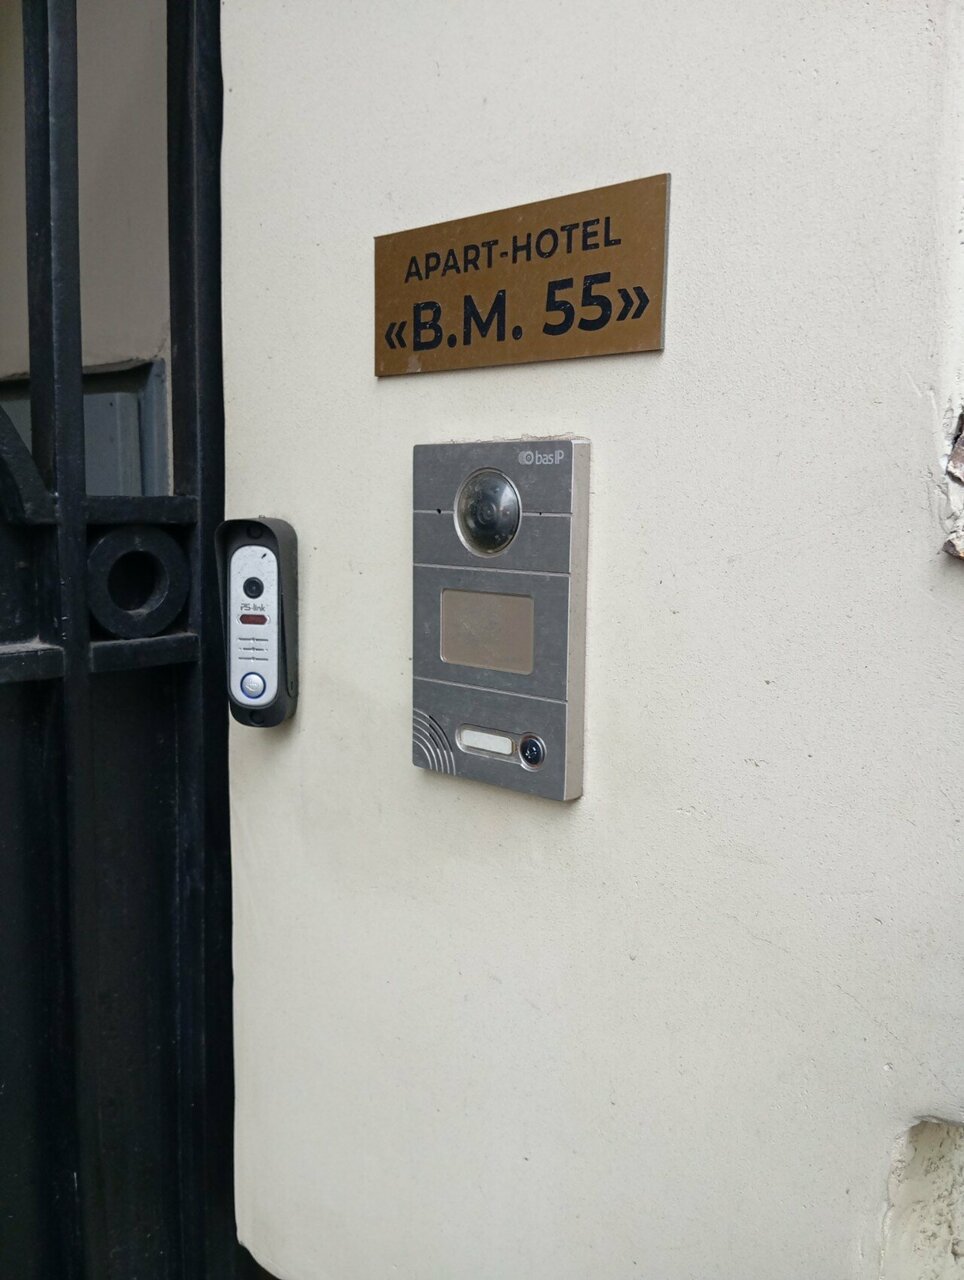 APART-HOTEL
«B.M. 55»
bas IP
PS-link